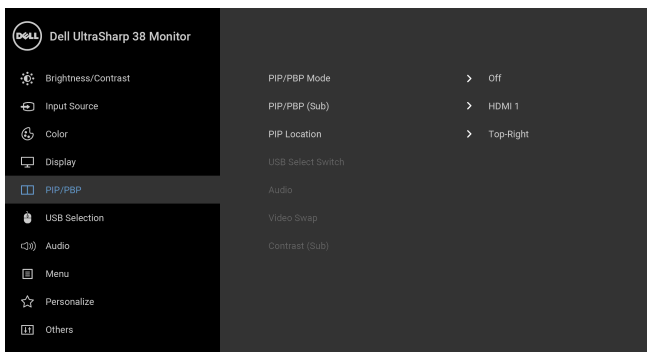 DELL Dell UltraSharp 38 Monitor
Brightness/Contrast
Input Source
Color
Display
PIP/PBP
USB Selection
Audio
Menu
Personalize
Others
PIP/PBP Mode > Off
PIP/PBP (Sub) > HDMI 1
PIP Location > Top-Right
USB Select Switch
Audio
Video Swap
Contrast (Sub)